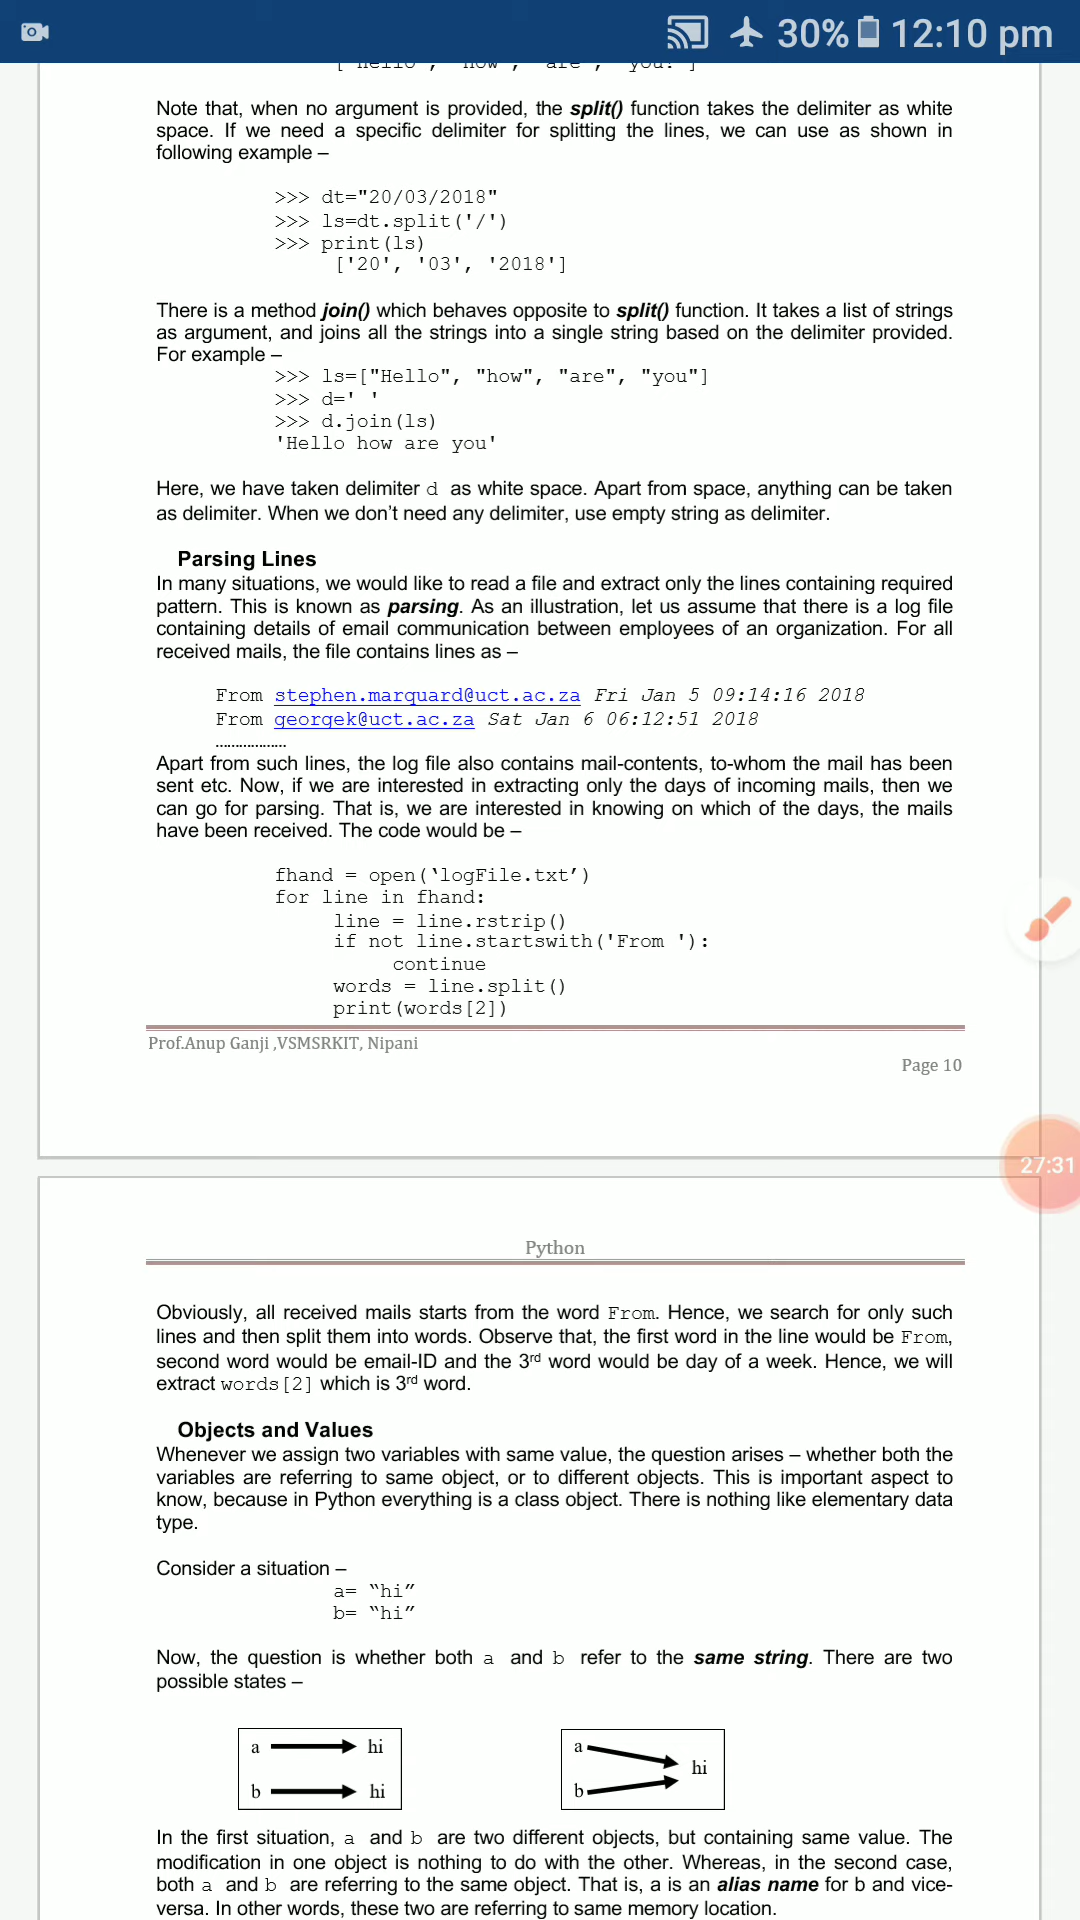 30% 12:10 pm
Note that, when no argument is provided, the split() function takes the delimiter as white
space. If we need a specific delimiter for splitting the lines, we can use as shown in
following example –
>>> dt="20/03/2018"
>>> ls=dt.split('/')
>>> print(ls)
['20', '03', '2018']
There is a method join() which behaves opposite to split() function. It takes a list of strings
as argument, and joins all the strings into a single string based on the delimiter provided.
For example –
>>> ls=["Hello", "how", "are", "you"]
>>> d=' '
>>> d.join(ls)
'Hello how are you'
Here, we have taken delimiter d as white space. Apart from space, anything can be taken
as delimiter. When we don’t need any delimiter, use empty string as delimiter.
Parsing Lines
In many situations, we would like to read a file and extract only the lines containing required
pattern. This is known as parsing. As an illustration, let us assume that there is a log file
containing details of email communication between employees of an organization. For all
received mails, the file contains lines as –
From stephen.marquard@uct.ac.za Fri Jan 5 09:14:16 2018
From georgek@uct.ac.za Sat Jan 6 06:12:51 2018
………………
Apart from such lines, the log file also contains mail-contents, to-whom the mail has been
sent etc. Now, if we are interested in extracting only the days of incoming mails, then we
can go for parsing. That is, we are interested in knowing on which of the days, the mails
have been received. The code would be –
fhand = open(‘logFile.txt’)
for line in fhand:
line = line.rstrip()
if not line.startswith('From '):
continue
words = line.split()
print(words[2])
Prof.Anup Ganji ,VSMSRKIT, Nipani
Page 10
27:31
Python
Obviously, all received mails starts from the word From. Hence, we search for only such
lines and then split them into words. Observe that, the first word in the line would be From,
second word would be email-ID and the 3rd word would be day of a week. Hence, we will
extract words[2] which is 3rd word.
Objects and Values
Whenever we assign two variables with same value, the question arises – whether both the
variables are referring to same object, or to different objects. This is important aspect to
know, because in Python everything is a class object. There is nothing like elementary data
type.
Consider a situation –
a= “hi”
b= “hi”
Now, the question is whether both a and b refer to the same string. There are two
possible states –
a hi
b hi
a
hi
b
In the first situation, a and b are two different objects, but containing same value. The
modification in one object is nothing to do with the other. Whereas, in the second case,
both a and b are referring to the same object. That is, a is an alias name for b and vice-
versa. In other words, these two are referring to same memory location.